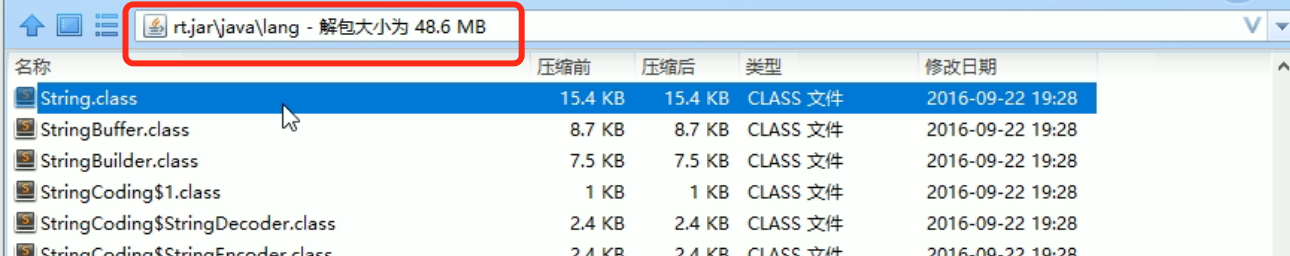 rt.jar\java\lang - 解包大小为 48.6 MB
名称 压缩前 压缩后 类型 修改日期
String.class 15.4 KB 15.4 KB CLASS 文件 2016-09-22 19:28
StringBuffer.class 8.7 KB 8.7 KB CLASS 文件 2016-09-22 19:28
StringBuilder.class 7.5 KB 7.5 KB CLASS 文件 2016-09-22 19:28
StringCoding$1.class 1 KB 1 KB CLASS 文件 2016-09-22 19:28
StringCoding$StringDecoder.class 2.4 KB 2.4 KB CLASS 文件 2016-09-22 19:28
StringCoding$StringEncoder.class 2.4 KB 2.4 KB CLASS 文件 2016-09-22 19:28